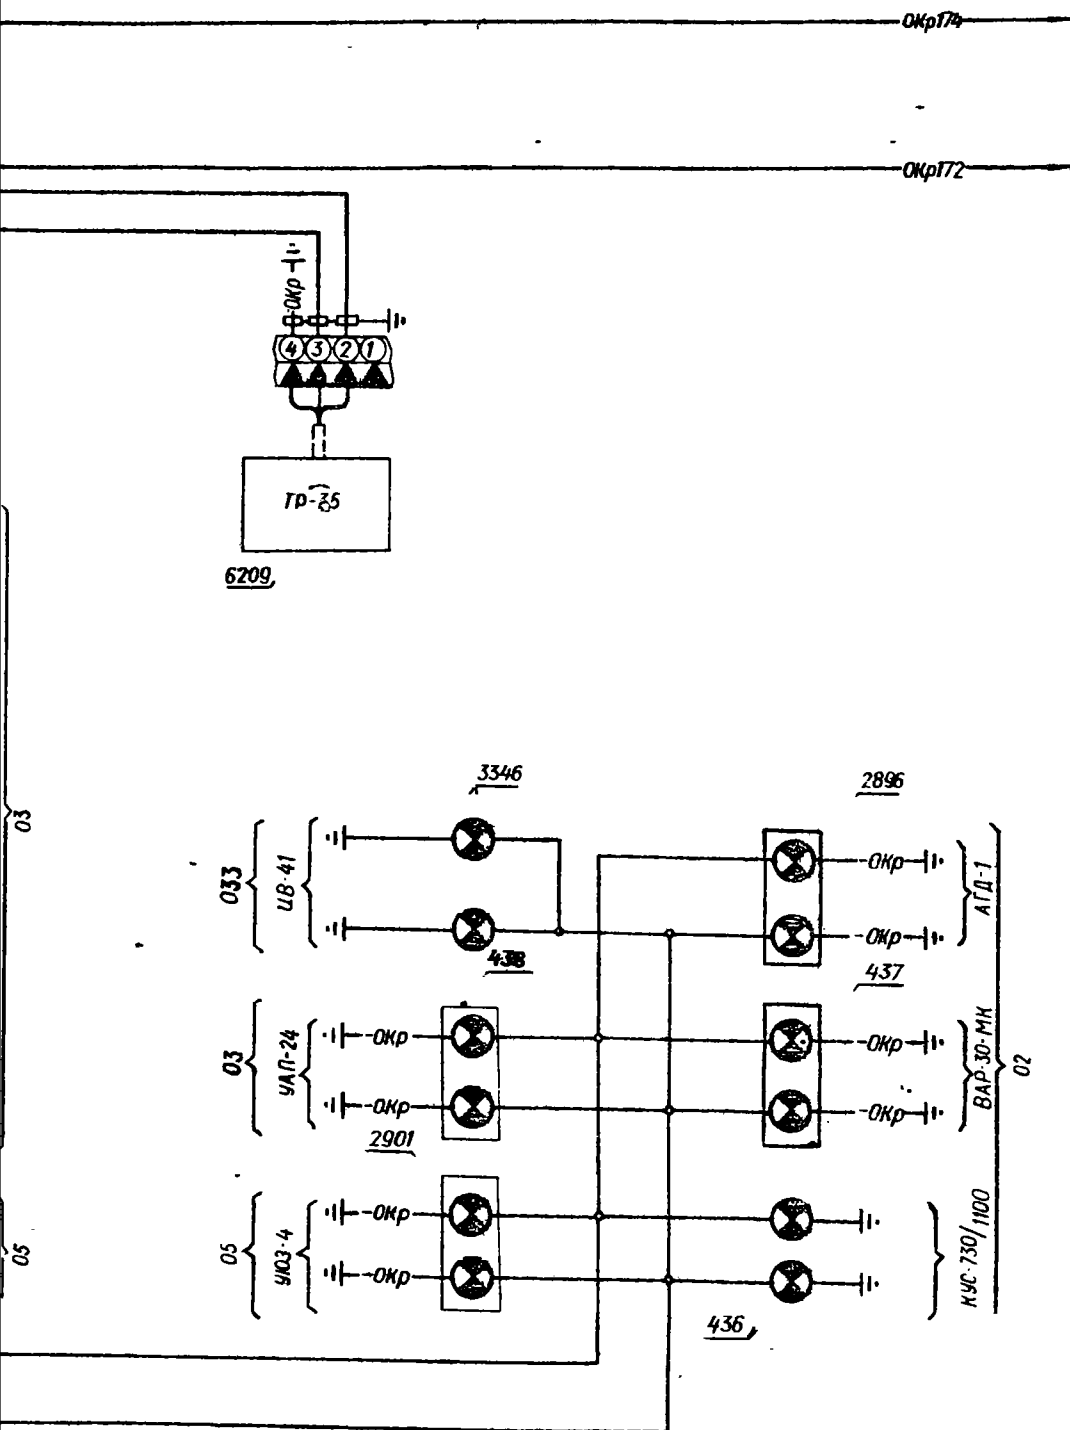 ОКр174
ОКр172
ОКр
4 3 2 1
ТР-35
6209
03
3346
2896
033
ЦВ-41
ОКр
АГД-1
ОКр
438
437
03
УАП-24
ОКр
ОКр
ВАР-30-МК
02
ОКр
ОКр
2901
05
05
УЮЗ-4
ОКр
ОКр
КУС-730/1100
436